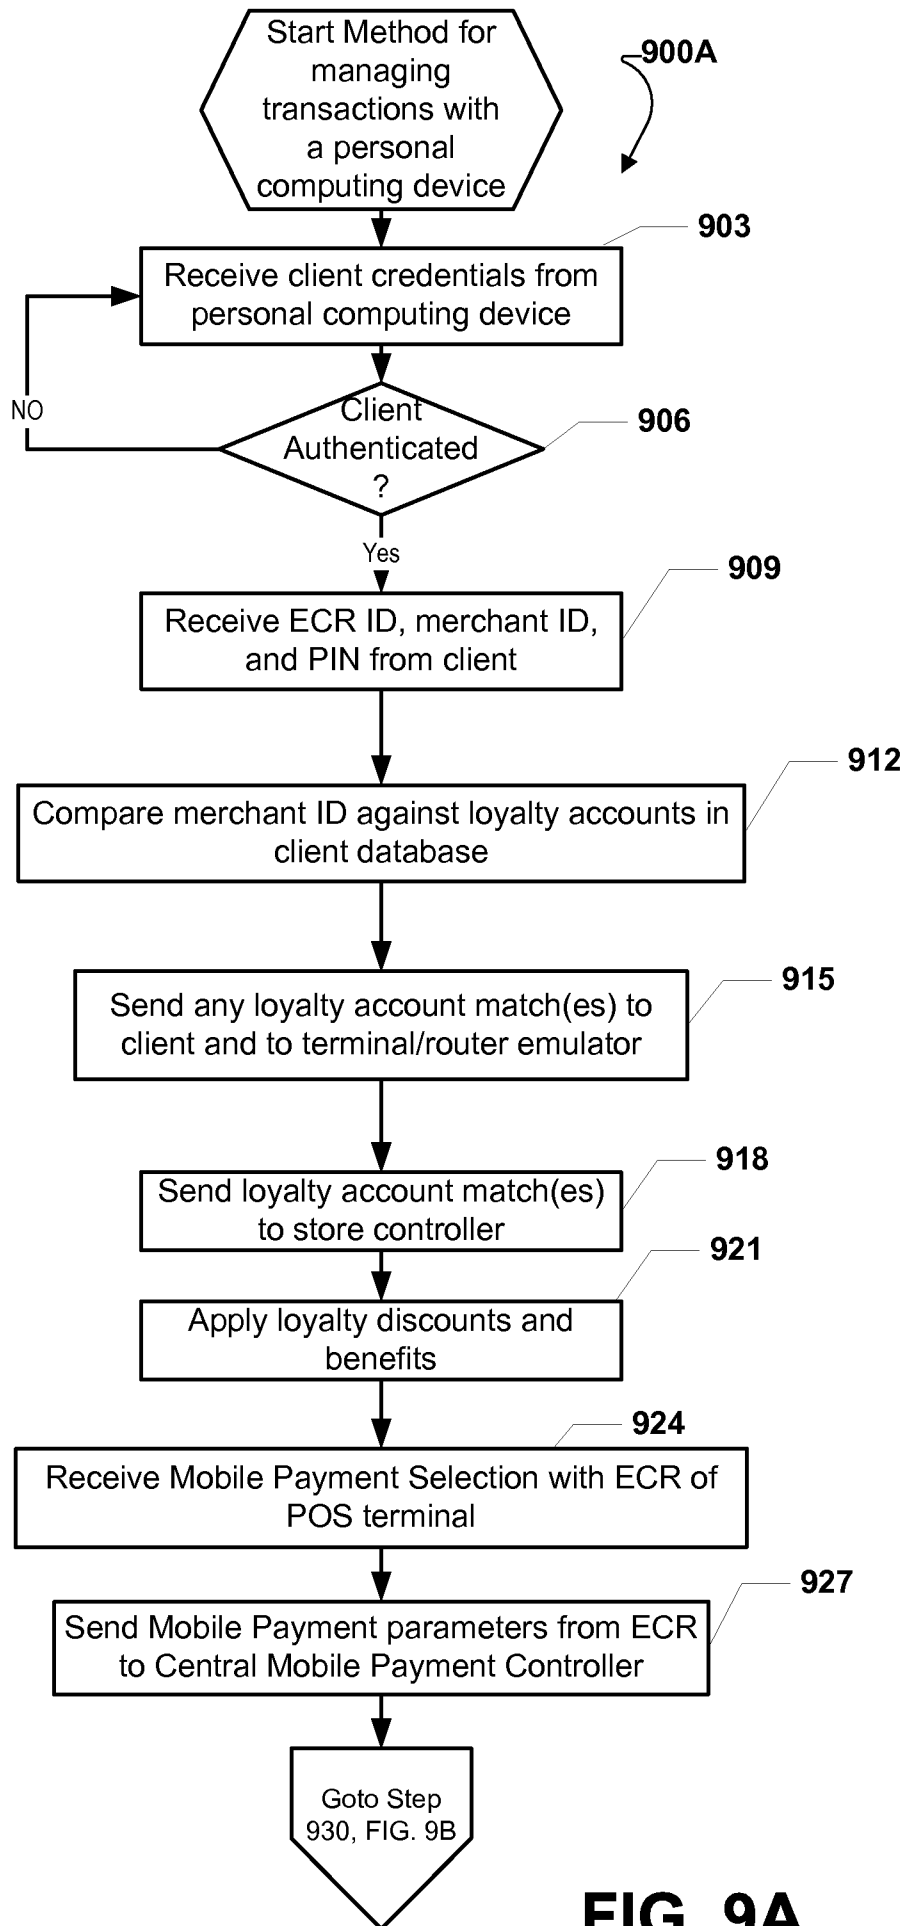 Start Method for
managing
transactions with
a personal
computing device
900A
903
Receive client credentials from
personal computing device
NO
Client
Authenticated
?
906
Yes
909
Receive ECR ID, merchant ID,
and PIN from client
912
Compare merchant ID against loyalty accounts in
client database
915
Send any loyalty account match(es) to
client and to terminal/router emulator
918
Send loyalty account match(es)
to store controller
921
Apply loyalty discounts and
benefits
924
Receive Mobile Payment Selection with ECR of
POS terminal
927
Send Mobile Payment parameters from ECR
to Central Mobile Payment Controller
Goto Step
930, FIG. 9B
FIG. 9A